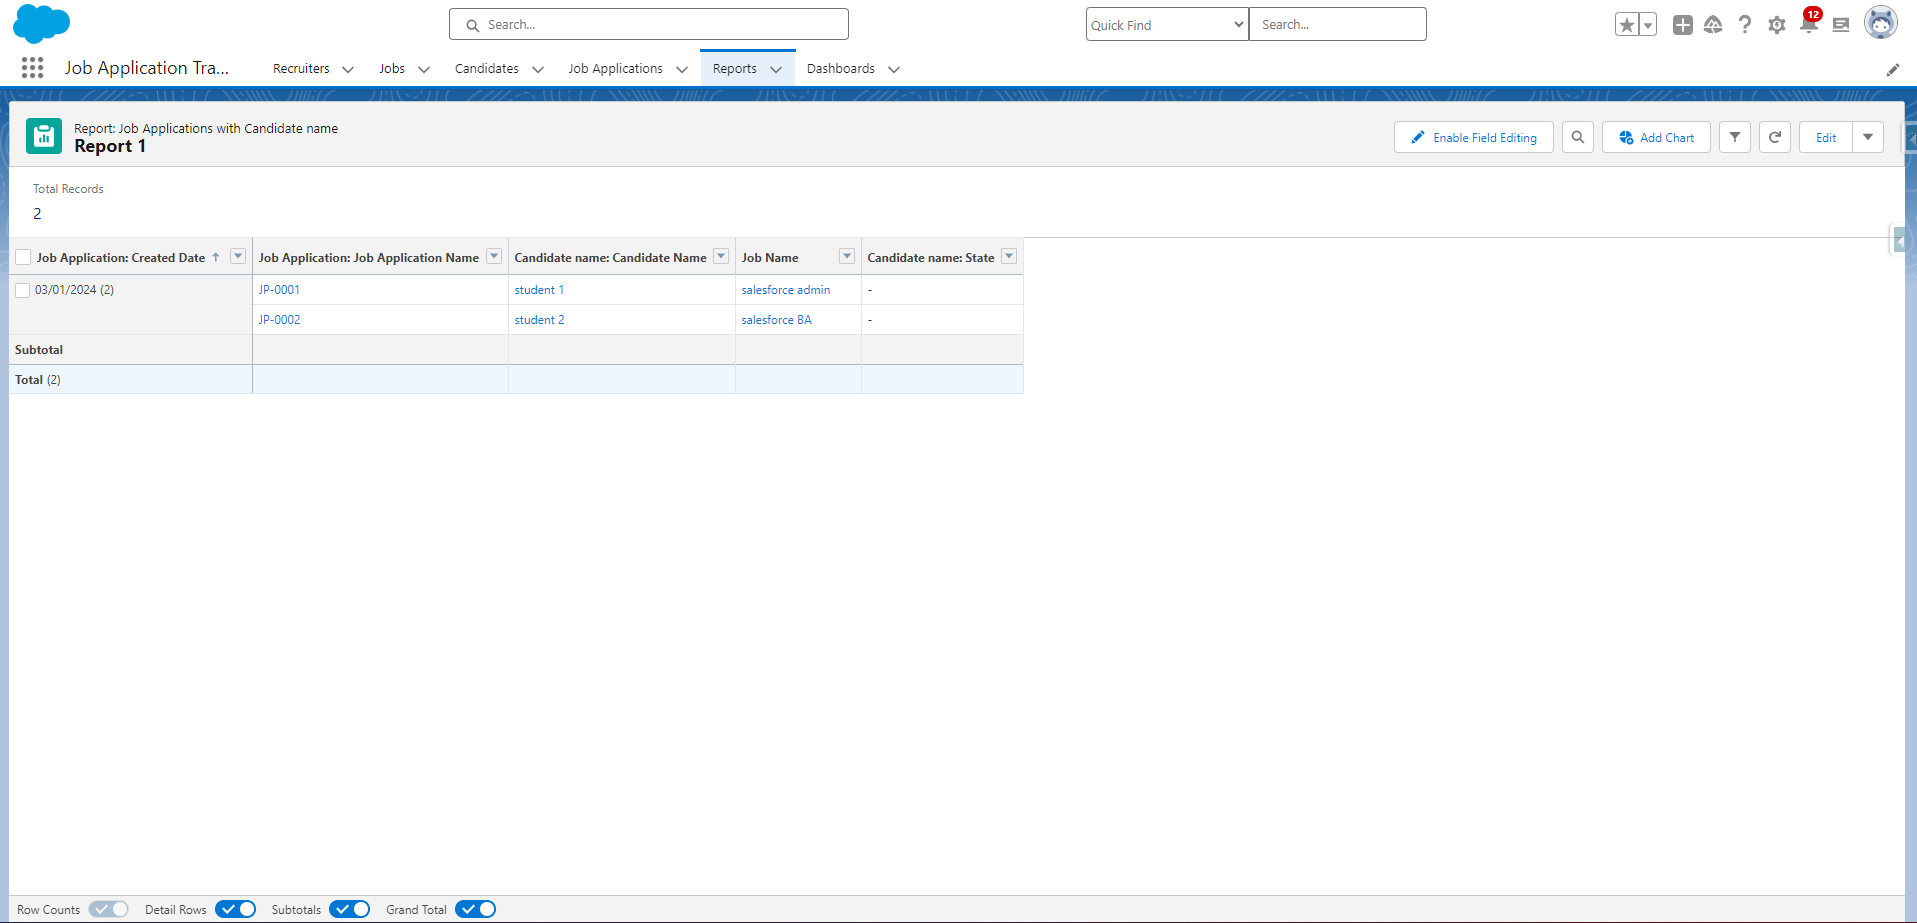 Search...
Quick Find
Search...
12
Job Application Tra...
Recruiters
Jobs
Candidates
Job Applications
Reports
Dashboards
Report: Job Applications with Candidate name
Report 1
Enable Field Editing
Add Chart
Edit
Total Records
2
Job Application: Created Date
Job Application: Job Application Name
Candidate name: Candidate Name
Job Name
Candidate name: State
03/01/2024 (2)
JP-0001
student 1
salesforce admin
-
JP-0002
student 2
salesforce BA
-
Subtotal
Total (2)
Row Counts
Detail Rows
Subtotals
Grand Total